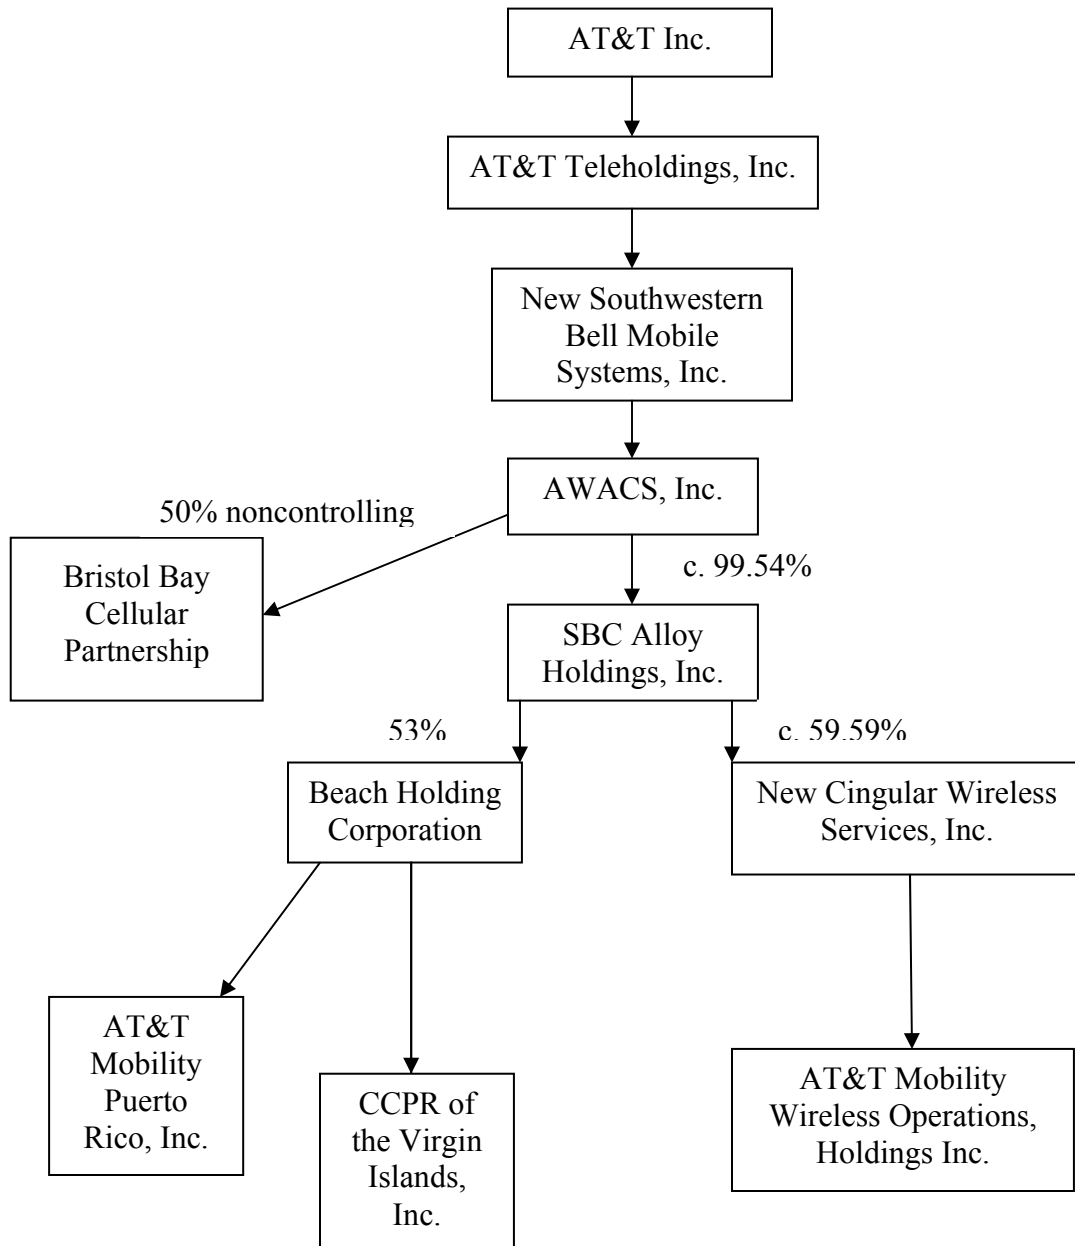 AT&T Inc.
AT&T Teleholdings, Inc.
New Southwestern
Bell Mobile
Systems, Inc.
AWACS, Inc.
50% noncontrolling
Bristol Bay
Cellular
Partnership
c. 99.54%
SBC Alloy
Holdings, Inc.
53%
c. 59.59%
Beach Holding
Corporation
New Cingular Wireless
Services, Inc.
AT&T
Mobility
Puerto
Rico, Inc.
CCPR of
the Virgin
Islands,
Inc.
AT&T Mobility
Wireless Operations,
Holdings Inc.